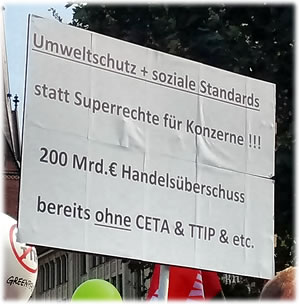 Umweltschutz + soziale Standards
statt Superrechte für Konzerne !!!
200 Mrd.€ Handelsüberschuss
bereits ohne CETA & TTIP & etc.